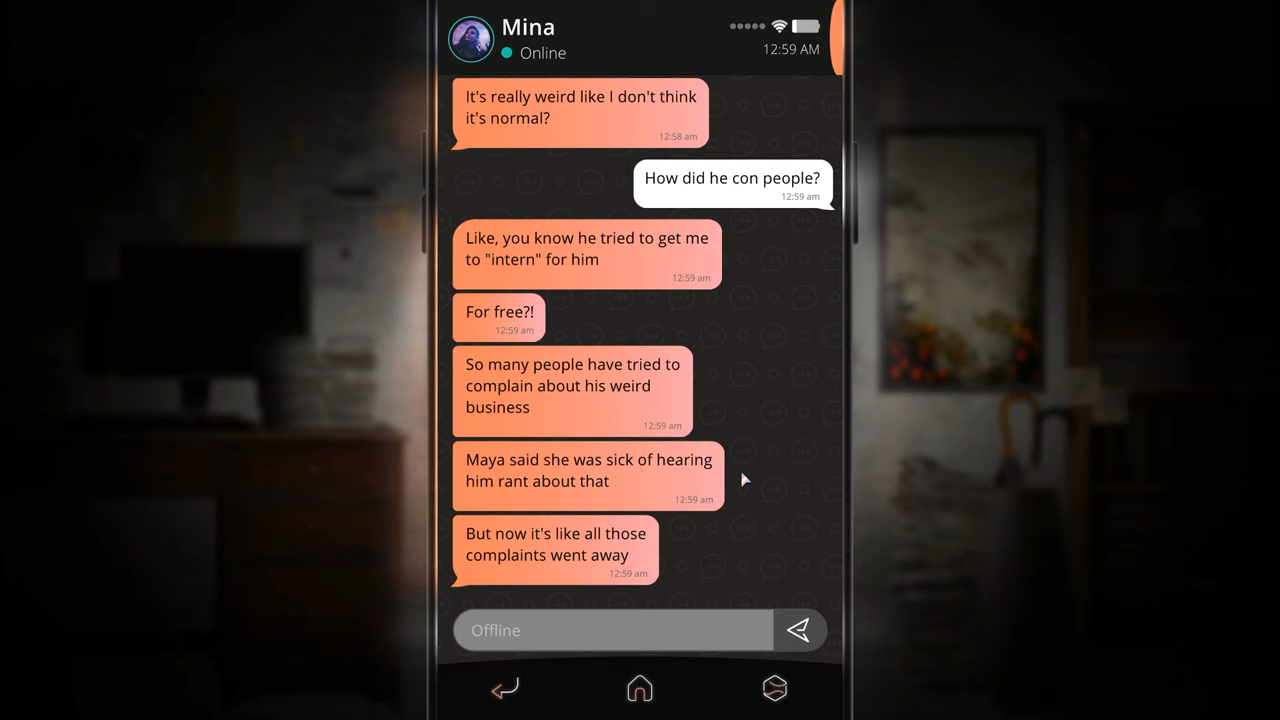 Mina
Online
12:59 AM
It's really weird like I don't think
it's normal?
12:58 am
How did he con people?
12:59 am
Like, you know he tried to get me
to "intern" for him
12:59 am
For free?!
12:59 am
So many people have tried to
complain about his weird
business
12:59 am
Maya said she was sick of hearing
him rant about that
12:59 am
But now it's like all those
complaints went away
12:59 am
Offline